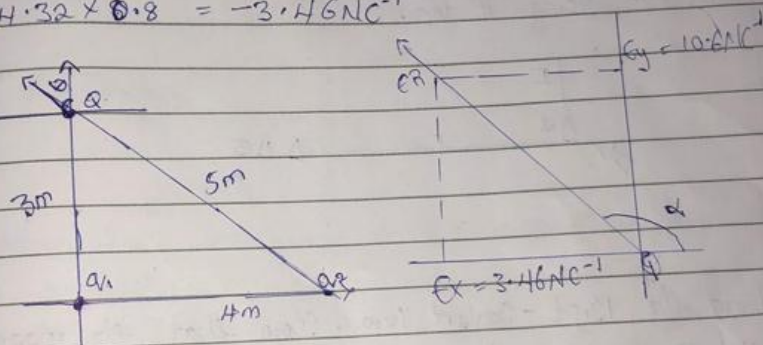 4.32 x 0.8 = -3.46NC⁻¹
Ey = 10.6NC⁻¹
θ Q
ER
5m
3m
α
q1 q2
4m
Ex = 3.46NC⁻¹